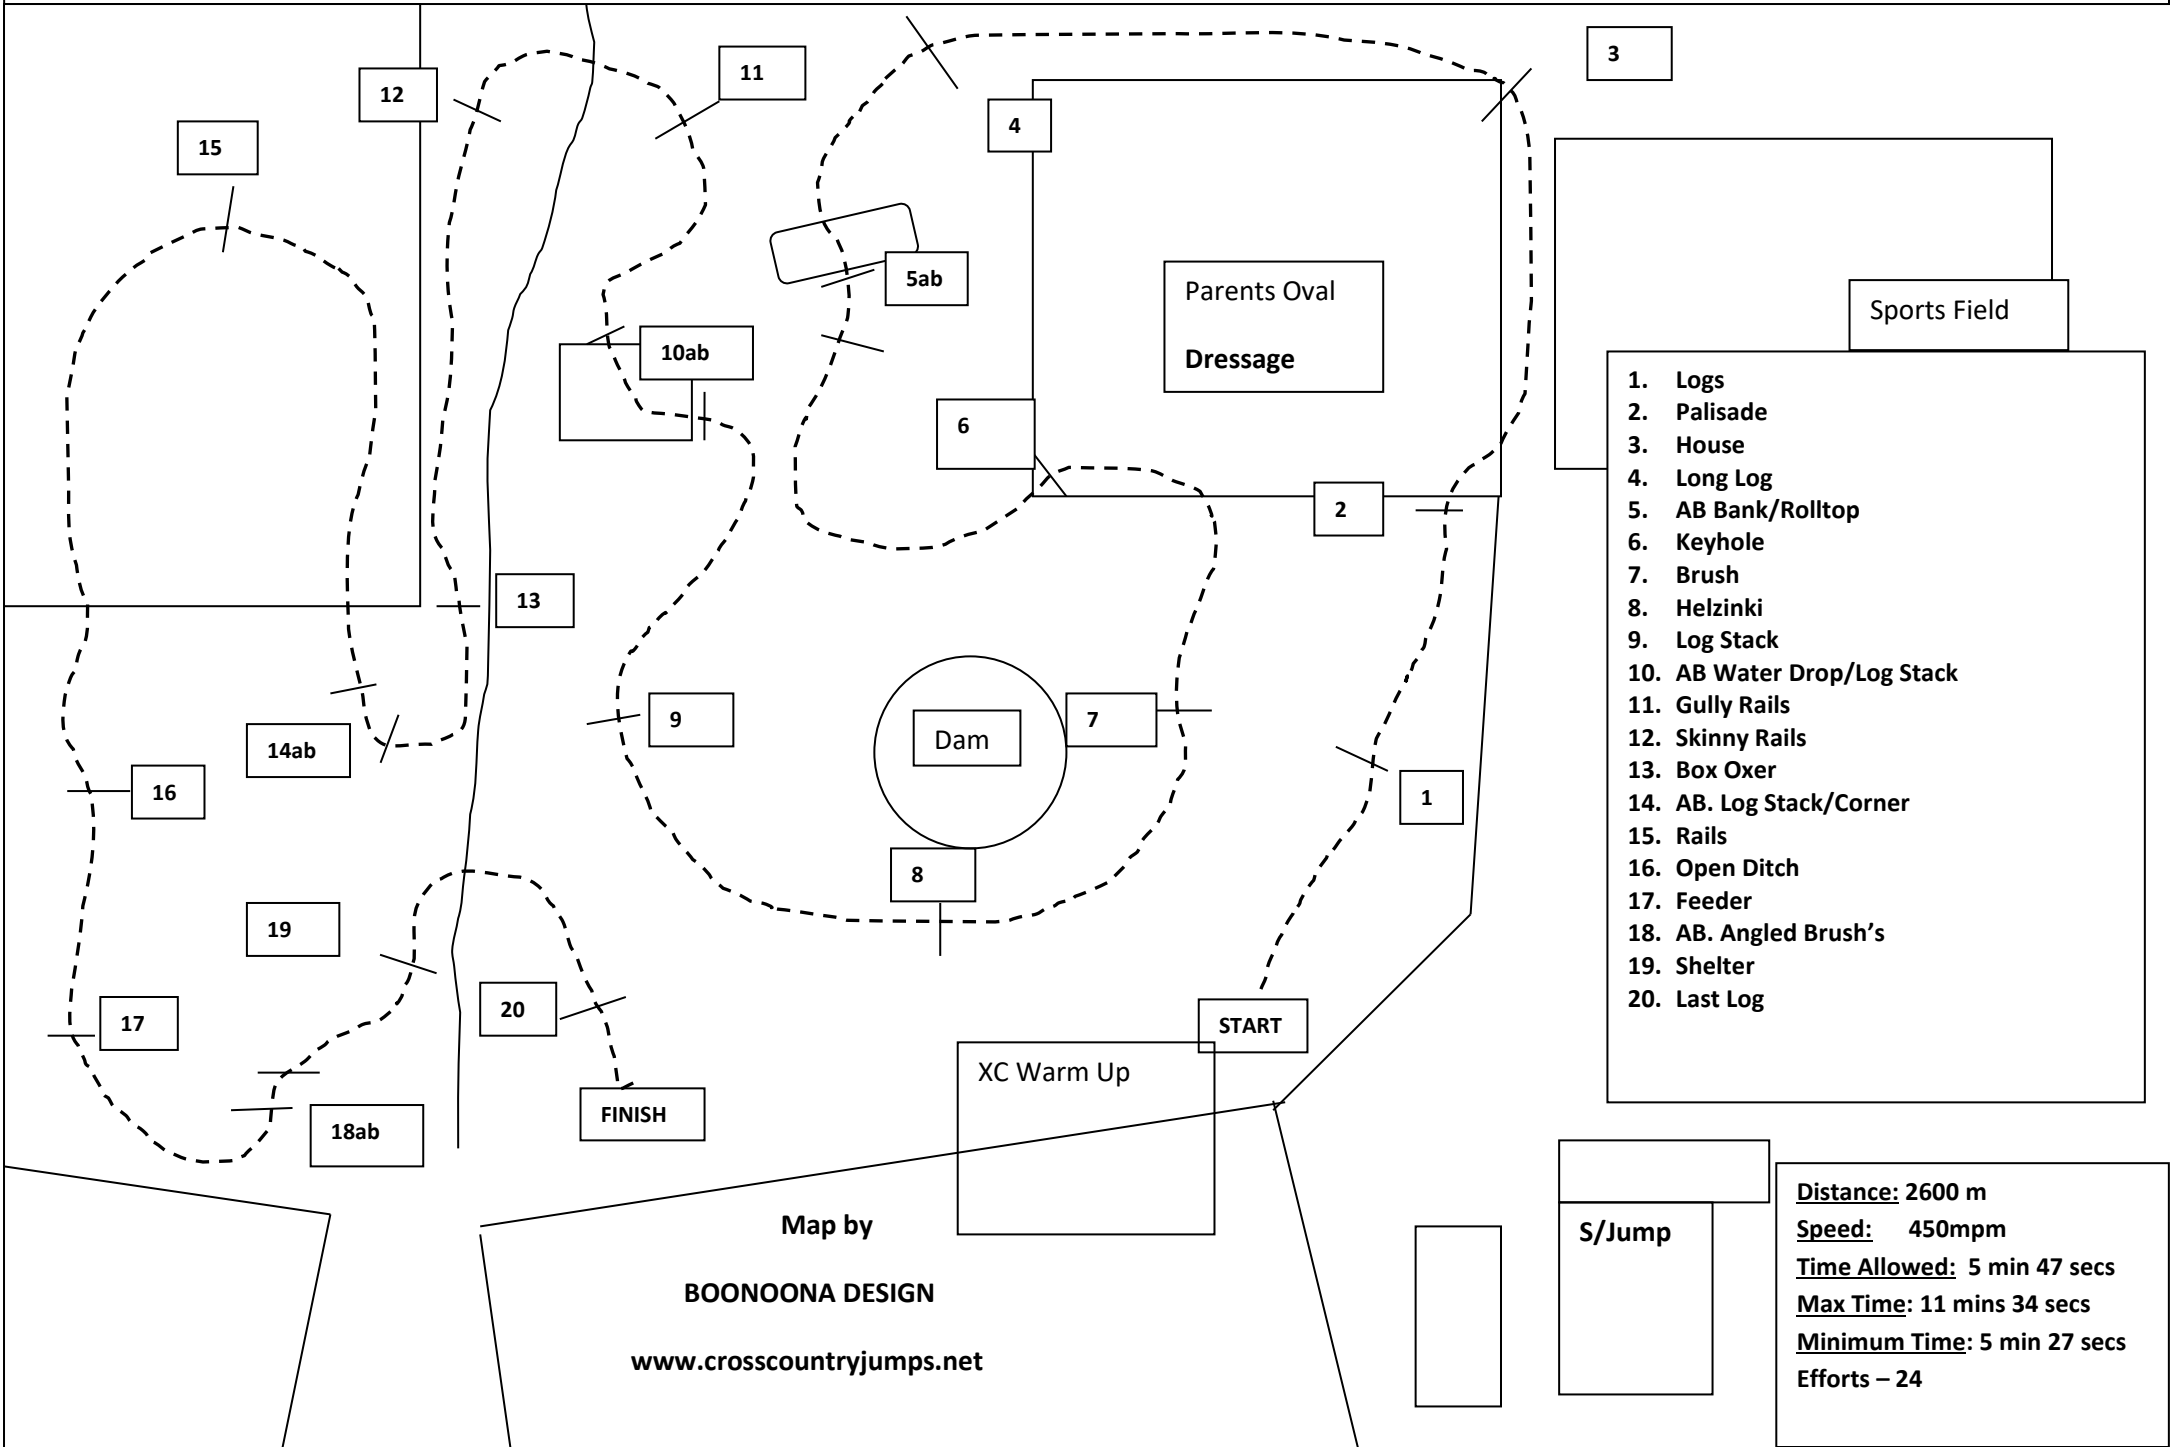 3
11
12
4
15
5ab
Parents Oval
Dressage
Sports Field
10ab
6
2
13
9
7
Dam
14ab
16
1
8
19
20
17
START
XC Warm Up
FINISH
18ab
1. Logs
2. Palisade
3. House
4. Long Log
5. AB Bank/Rolltop
6. Keyhole
7. Brush
8. Helzinki
9. Log Stack
10. AB Water Drop/Log Stack
11. Gully Rails
12. Skinny Rails
13. Box Oxer
14. AB. Log Stack/Corner
15. Rails
16. Open Ditch
17. Feeder
18. AB. Angled Brush’s
19. Shelter
20. Last Log
Map by
BOONOONA DESIGN
www.crosscountryjumps.net
S/Jump
Distance: 2600 m
Speed: 450mpm
Time Allowed: 5 min 47 secs
Max Time: 11 mins 34 secs
Minimum Time: 5 min 27 secs
Efforts – 24